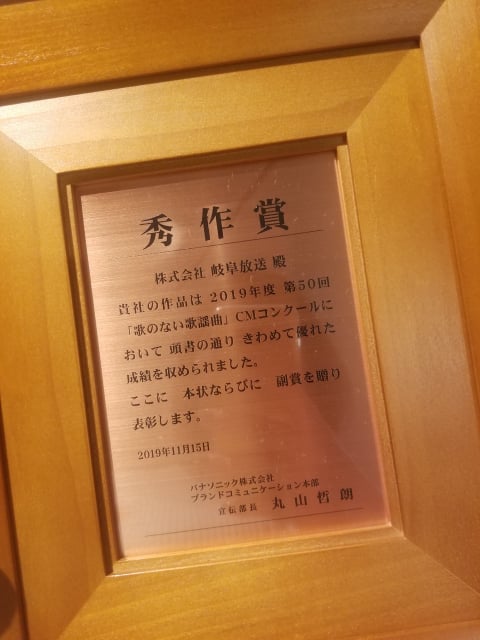 秀作賞
株式会社 岐阜放送 殿
貴社の作品は 2019年度 第50回
「歌のない歌謡曲」CMコンクールに
おいて 頭書の通り きわめて優れた
成績を収められました。
ここに 本状ならびに 副賞を贈り
表彰します。
2019年11月15日
パナソニック株式会社
ブランドコミュニケーション本部
宣伝部長 丸山哲朗